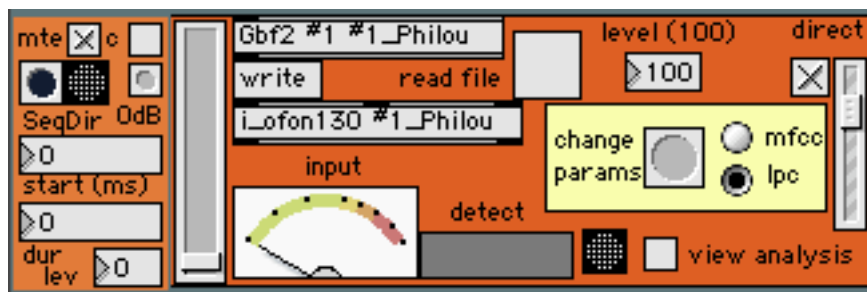 mte c
SeqDir 0dB
0
start (ms)
0
dur
lev 0
Gbf2 #1 #1_Philou
write read file
i_ofon130 #1_Philou
input
detect
level (100) direct
100
change
params
mfcc
lpc
view analysis